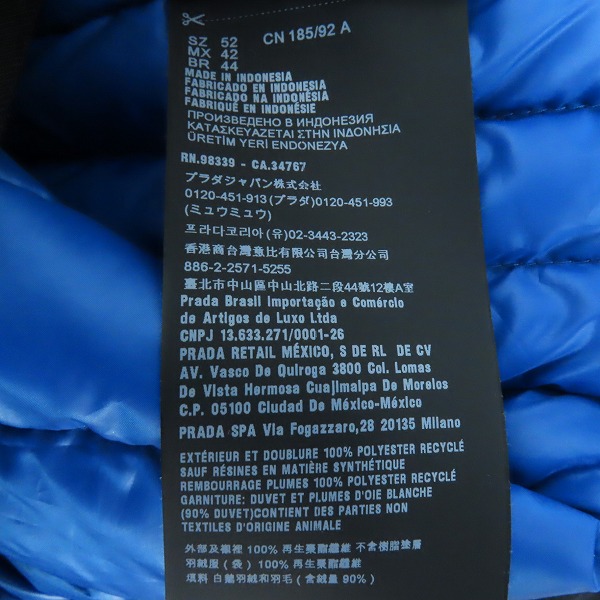 SZ 52 CN 185/92 A
MX 42
BR 44
MADE IN INDONESIA
FABRICADO EN INDONESIA
FABRICADO NA INDONÉSIA
FABRIQUÉ EN INDONÉSIE
ПРОИЗВЕДЕНО В ИНДОНЕЗИЯ
ΚΑΤΑΣΚΕΥΑΖΕΤΑΙ ΣΤΗΝ ΙΝΔΟΝΗΣΙΑ
ÜRETİM YERİ ENDONEZYA
RN.98339 - CA.34767
プラダジャパン株式会社
0120-451-913(プラダ)0120-451-993
(ミュウミュウ)
프라다코리아 (유)02-3443-2323
香港商台灣意比有限公司台灣分公司
886-2-2571-5255
臺北市中山區中山北路二段44號12樓A室
Prada Brasil Importação e Comércio
de Artigos de Luxo Ltda
CNPJ 13.633.271/0001-26
PRADA RETAIL MÉXICO, S DE RL DE CV
AV. Vasco De Quiroga 3800 Col. Lomas
De Vista Hermosa Cuajimalpa De Morelos
C.P. 05100 Ciudad De México-México
PRADA SPA Via Fogazzaro,28 20135 Milano
EXTÉRIEUR ET DOUBLURE 100% POLYESTER RECYCLÉ
SAUF RÉSINES EN MATIÈRE SYNTHÉTIQUE
REMBOURRAGE PLUMES 100% POLYESTER RECYCLÉ
GARNITURE: DUVET ET PLUMES D'OIE BLANCHE
(90% DUVET)CONTIENT DES PARTIES NON
TEXTILES D'ORIGINE ANIMALE
外部及襯裡 100% 再生聚酯纖維 不含樹脂塗層
羽絨服（袋）100% 再生聚酯纖維
填料 白鵝羽絨和羽毛（含絨量 90%）